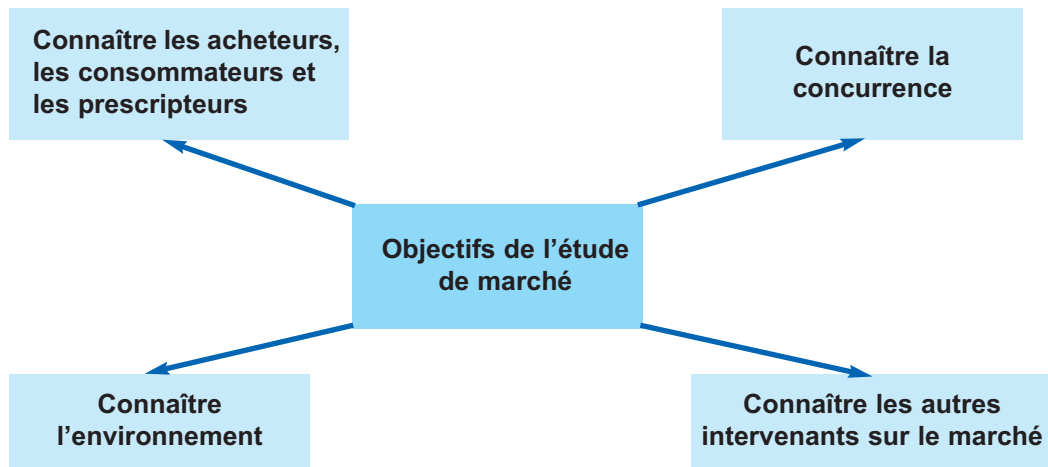 Connaître les acheteurs,
les consommateurs et
les prescripteurs
Connaître la
concurrence
Objectifs de l’étude
de marché
Connaître
l’environnement
Connaître les autres
intervenants sur le marché